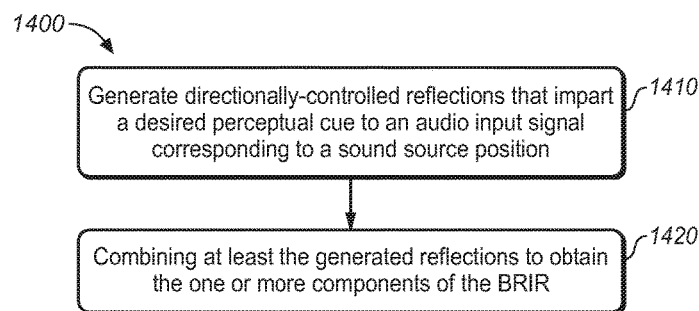 1400
Generate directionally-controlled reflections that impart
a desired perceptual cue to an audio input signal
corresponding to a sound source position
1410
Combining at least the generated reflections to obtain
the one or more components of the BRIR
1420